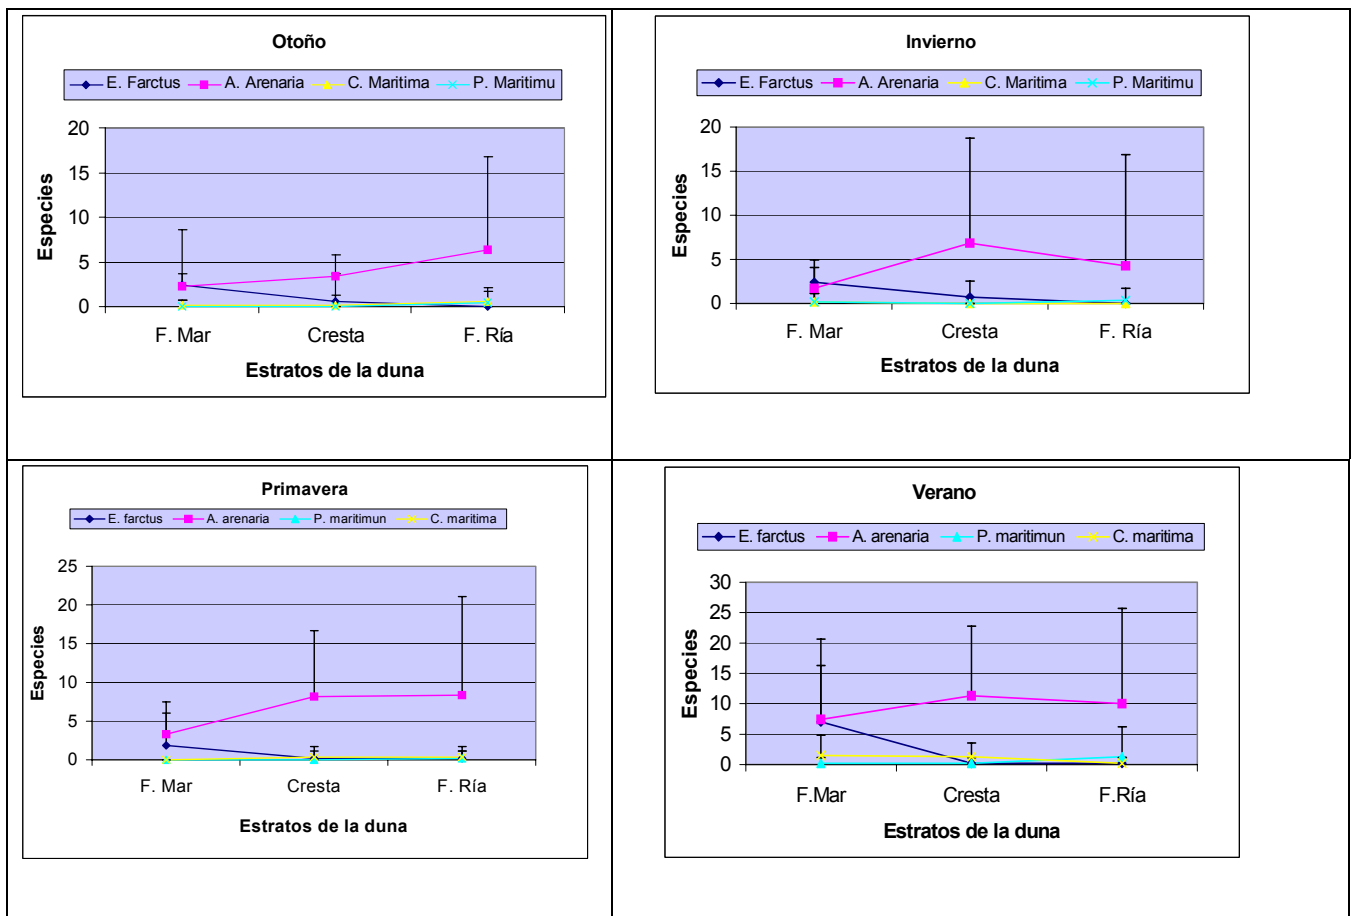 Otoño
E. Farctus A. Arenaria C. Maritima P. Maritimu
20
15
10
5
0
Especies
F. Mar Cresta F. Ría
Estratos de la duna
Invierno
E. Farctus A. Arenaria C. Maritima P. Maritimu
20
15
10
5
0
Especies
F. Mar Cresta F. Ría
Estratos de la duna
Primavera
E. farctus A. arenaria P. maritimun C. maritima
25
20
15
10
5
0
Especies
F. Mar Cresta F. Ría
Estratos de la duna
Verano
E. farctus A. arenaria P. maritimun C. maritima
30
25
20
15
10
5
0
Especies
F.Mar Cresta F.Ría
Estratos de la duna